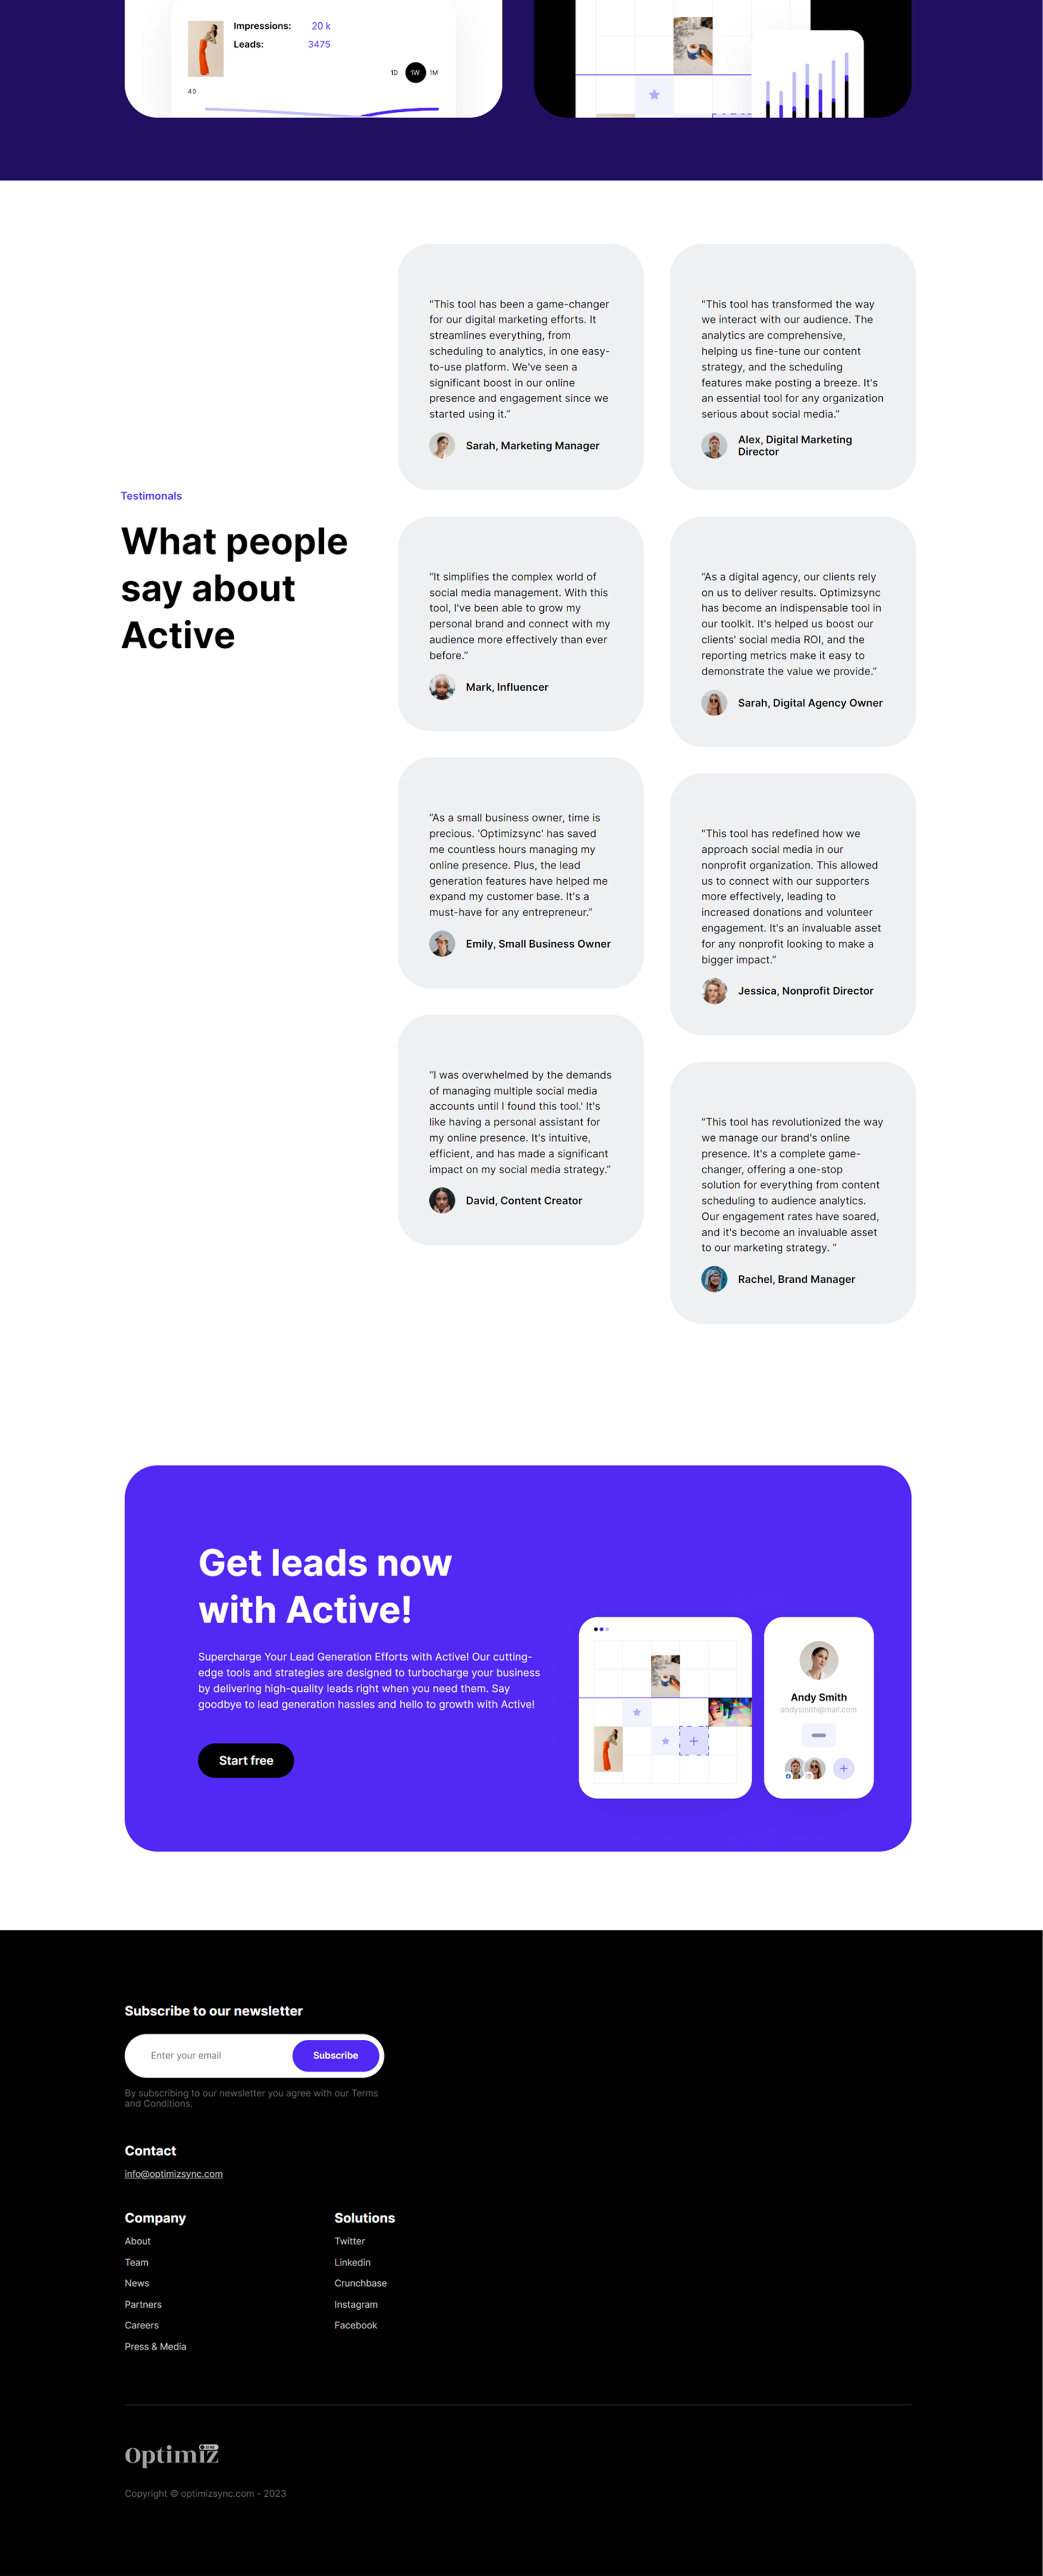 Impressions: 20 k
Leads: 3475
1D 1W 1M
40
Testimonals
What people
say about
Active
"This tool has been a game-changer
for our digital marketing efforts. It
streamlines everything, from
scheduling to analytics, in one easy-
to-use platform. We've seen a
significant boost in our online
presence and engagement since we
started using it.”
Sarah, Marketing Manager
“It simplifies the complex world of
social media management. With this
tool, I've been able to grow my
personal brand and connect with my
audience more effectively than ever
before.”
Mark, Influencer
“As a small business owner, time is
precious. 'Optimizsync' has saved
me countless hours managing my
online presence. Plus, the lead
generation features have helped me
expand my customer base. It's a
must-have for any entrepreneur.”
Emily, Small Business Owner
“I was overwhelmed by the demands
of managing multiple social media
accounts until I found this tool.' It's
like having a personal assistant for
my online presence. It's intuitive,
efficient, and has made a significant
impact on my social media strategy.”
David, Content Creator
"This tool has transformed the way
we interact with our audience. The
analytics are comprehensive,
helping us fine-tune our content
strategy, and the scheduling
features make posting a breeze. It's
an essential tool for any organization
serious about social media.”
Alex, Digital Marketing
Director
“As a digital agency, our clients rely
on us to deliver results. Optimizsync
has become an indispensable tool in
our toolkit. It's helped us boost our
clients' social media ROI, and the
reporting metrics make it easy to
demonstrate the value we provide.”
Sarah, Digital Agency Owner
"This tool has redefined how we
approach social media in our
nonprofit organization. This allowed
us to connect with our supporters
more effectively, leading to
increased donations and volunteer
engagement. It's an invaluable asset
for any nonprofit looking to make a
bigger impact.”
Jessica, Nonprofit Director
"This tool has revolutionized the way
we manage our brand's online
presence. It's a complete game-
changer, offering a one-stop
solution for everything from content
scheduling to audience analytics.
Our engagement rates have soared,
and it's become an invaluable asset
to our marketing strategy. ”
Rachel, Brand Manager
Get leads now
with Active!
Supercharge Your Lead Generation Efforts with Active! Our cutting-
edge tools and strategies are designed to turbocharge your business
by delivering high-quality leads right when you need them. Say
goodbye to lead generation hassles and hello to growth with Active!
Start free
Andy Smith
andysmith@mail.com
Subscribe to our newsletter
Enter your email
Subscribe
By subscribing to our newsletter you agree with our Terms
and Conditions.
Contact
info@optimizsync.com
Company
About
Team
News
Partners
Careers
Press & Media
Solutions
Twitter
Linkedin
Crunchbase
Instagram
Facebook
Optimiz
Copyright © optimizsync.com - 2023